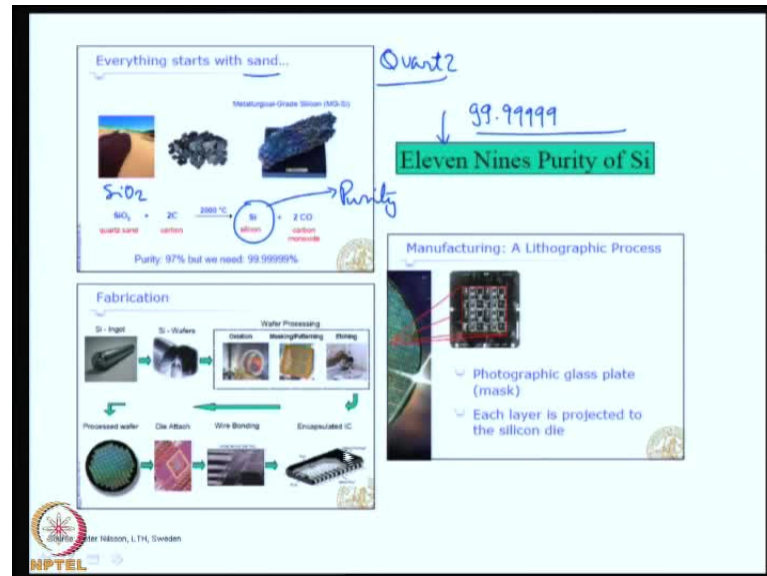 Everything starts with sand...
Quartz
Metallurgical-Grade Silicon (MG-Si)
99.99999
Eleven Nines Purity of Si
SiO2
Purity
SiO₂ + 2C 2000 °C Si + 2 CO
quartz sand carbon silicon carbon monoxide
Purity: 97% but we need: 99.99999%
Manufacturing: A Lithographic Process
Photographic glass plate
(mask)
Each layer is projected to
the silicon die
Fabrication
Si - Ingot
Si - Wafers
Wafer Processing
Oxidation Masking/Patterning Etching
Processed wafer Die Attach Wire Bonding Encapsulated IC
Nilsson, LTH, Sweden
NPTEL